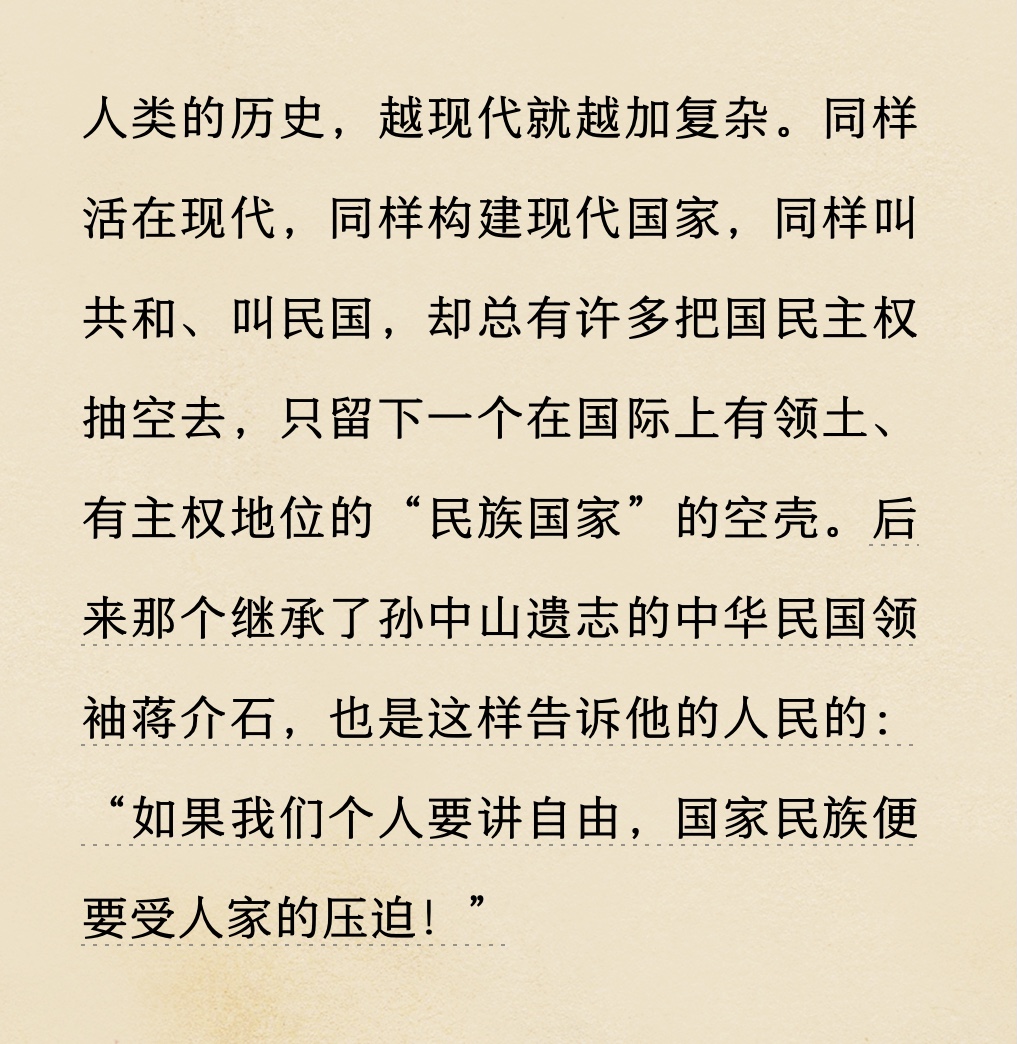 人类的历史，越现代就越加复杂。同样
活在现代，同样构建现代国家，同样叫
共和、叫民国，却总有许多把国民主权
抽空去，只留下一个在国际上有领土、
有主权地位的“民族国家”的空壳。后
来那个继承了孙中山遗志的中华民国领
袖蒋介石，也是这样告诉他的人民的：
“如果我们个人要讲自由，国家民族便
要受人家的压迫！”